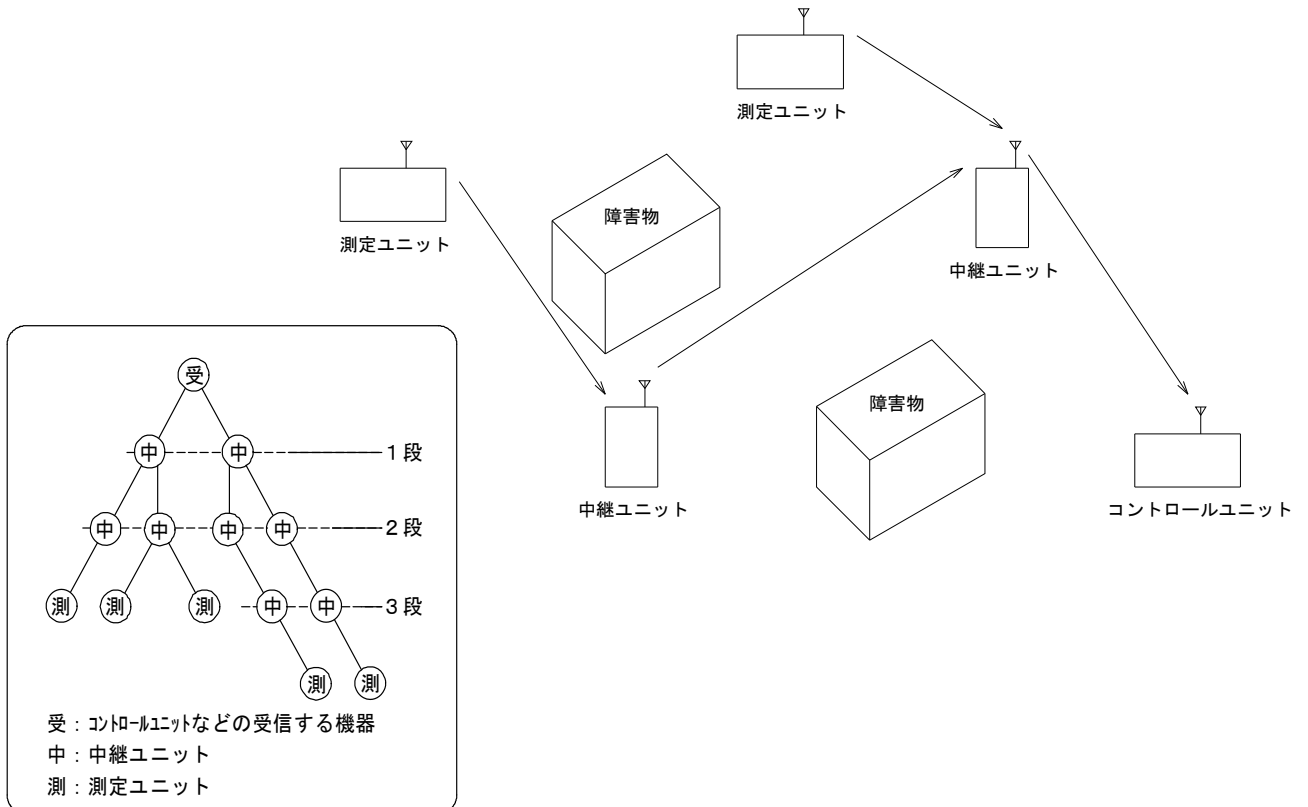 測定ユニット
測定ユニット
障害物
中継ユニット
障害物
中継ユニット
コントロールユニット
受
中 中 1段
中 中 中 中 2段
測 測 測 中 中 3段
測 測
受：コントロールユニットなどの受信する機器
中：中継ユニット
測：測定ユニット